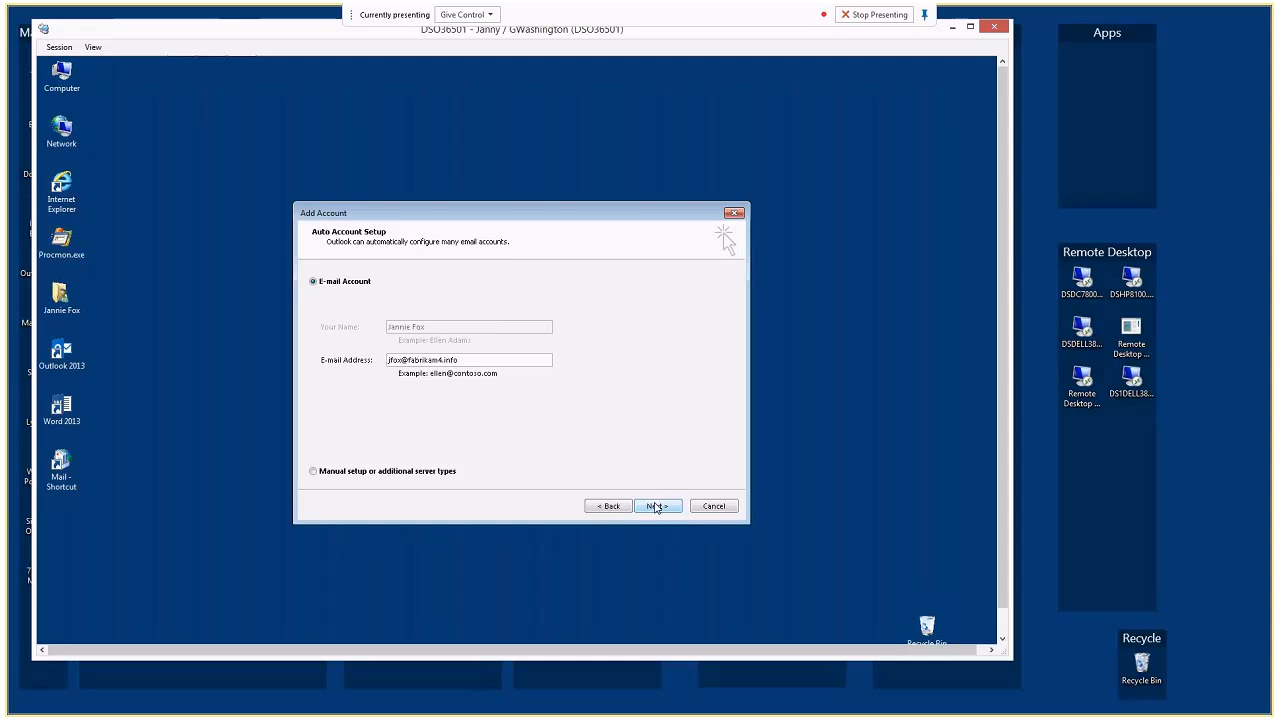 Currently presenting
Give Control
Stop Presenting
DSO36501 - Janny / GWashington (DSO36501)
Session View
Computer
Network
Internet
Explorer
Procmon.exe
Jannie Fox
Outlook 2013
Word 2013
Mail -
Shortcut
Add Account
Auto Account Setup
Outlook can automatically configure many email accounts.
E-mail Account
Your Name: Jannie Fox
Example: Ellen Adams
E-mail Address: jfox@fabrikam4.info
Example: ellen@contoso.com
Manual setup or additional server types
< Back
Cancel
Recycle Bin
Apps
Remote Desktop
DSDC7800... DSHP8100....
DSDELL38... Remote
Desktop ...
Remote
Desktop ...
DS1DELL38...
Recycle
Recycle Bin